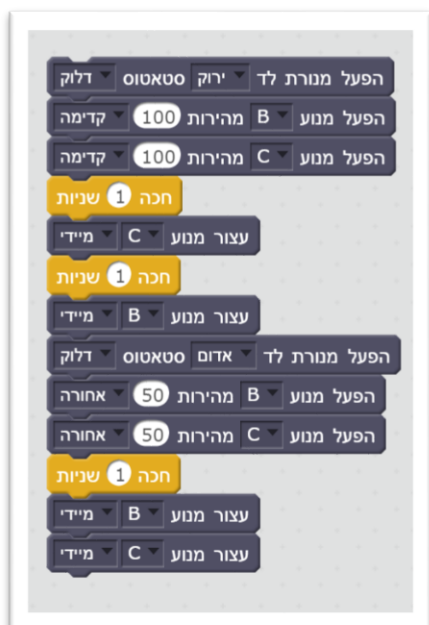 הפעל מנורת לד ירוק סטאטוס דלוק
הפעל מנוע B מהירות 100 קדימה
הפעל מנוע C מהירות 100 קדימה
חכה 1 שניות
עצור מנוע C מיידי
חכה 1 שניות
עצור מנוע B מיידי
הפעל מנורת לד אדום סטאטוס דלוק
הפעל מנוע B מהירות 50 אחורה
הפעל מנוע C מהירות 50 אחורה
חכה 1 שניות
עצור מנוע B מיידי
עצור מנוע C מיידי